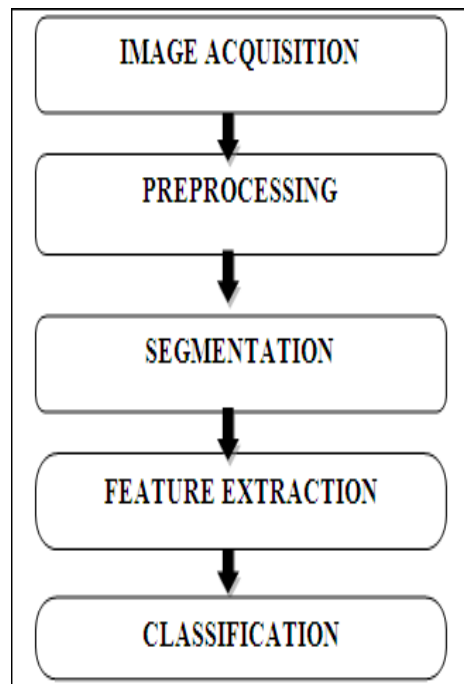 IMAGE ACQUISITION
PREPROCESSING
SEGMENTATION
FEATURE EXTRACTION
CLASSIFICATION